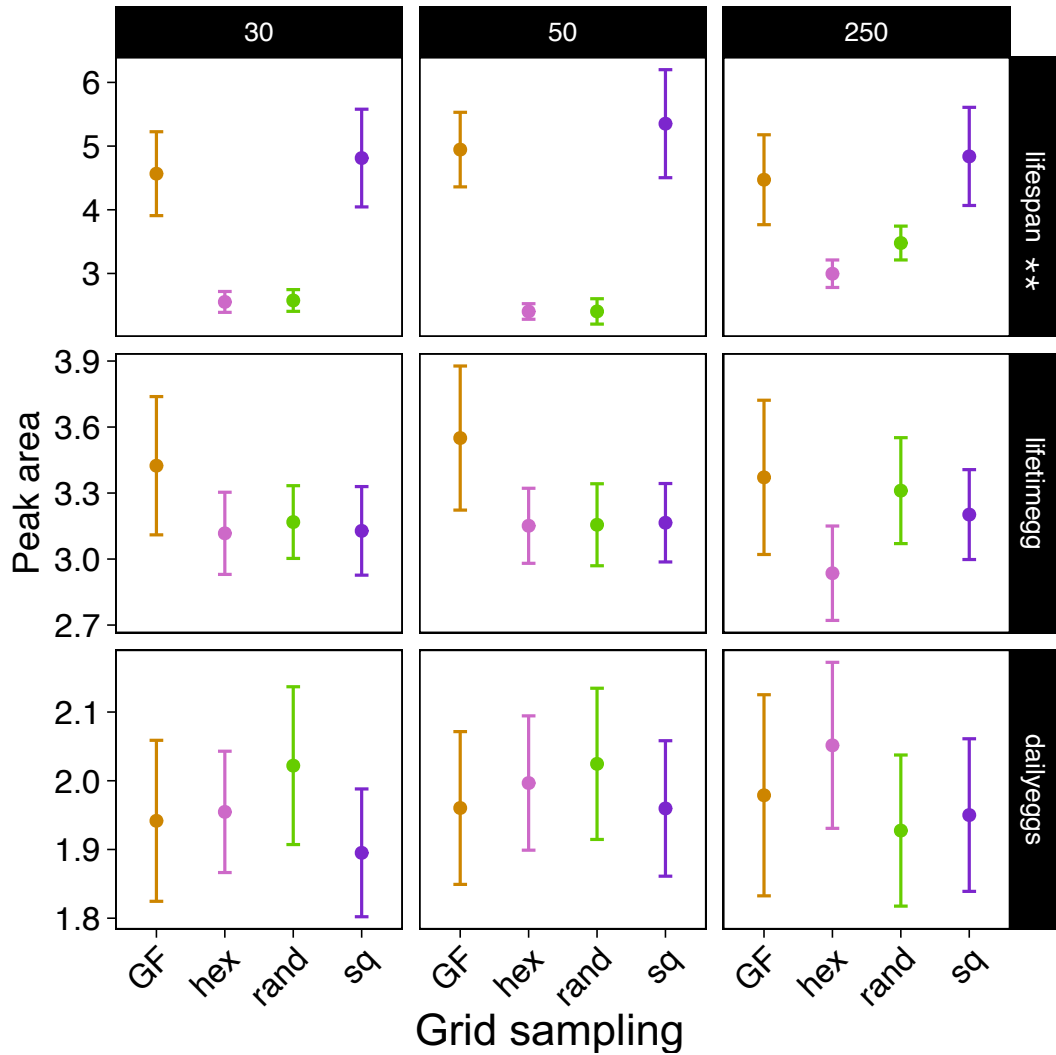 30 50 250
6
5
4
3
lifespan **
Peak area
3.9
3.6
3.3
3.0
2.7
lifetimegg
2.1
2.0
1.9
1.8
dailyeggs
GF hex rand sq GF hex rand sq GF hex rand sq
Grid sampling